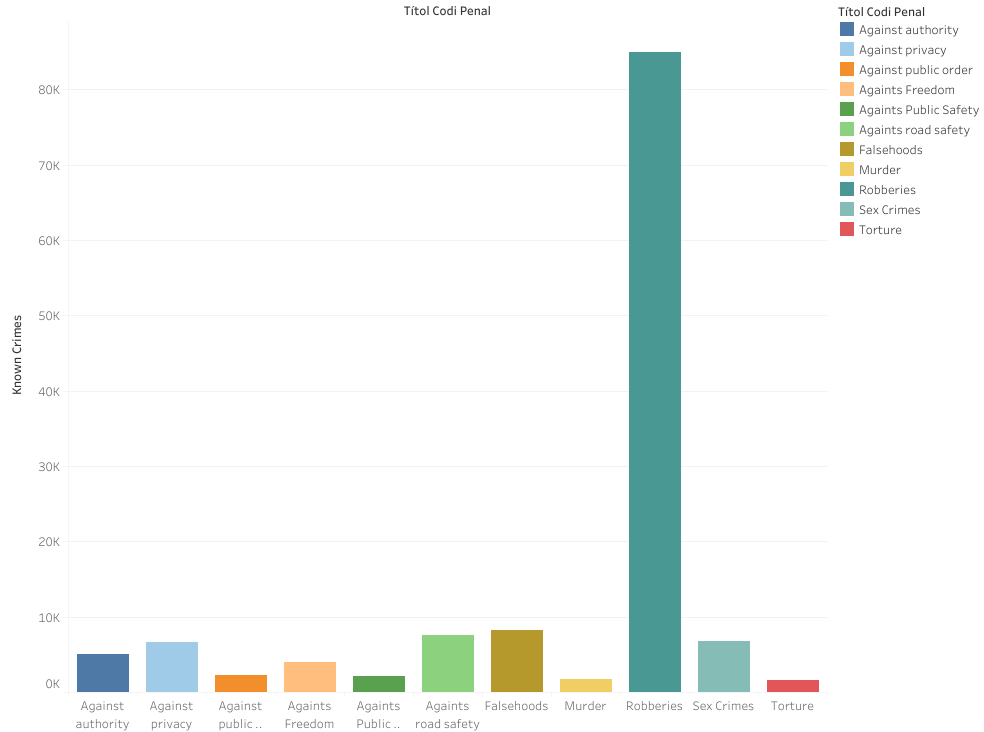 Títol Codi Penal
Títol Codi Penal
Against authority
Against privacy
Against public order
Againts Freedom
Againts Public Safety
Againts road safety
Falsehoods
Murder
Robberies
Sex Crimes
Torture
Known Crimes
80K
70K
60K
50K
40K
30K
20K
10K
0K
Against
authority
Against
privacy
Against
public ..
Againts
Freedom
Againts
Public ..
Againts
road safety
Falsehoods
Murder
Robberies
Sex Crimes
Torture